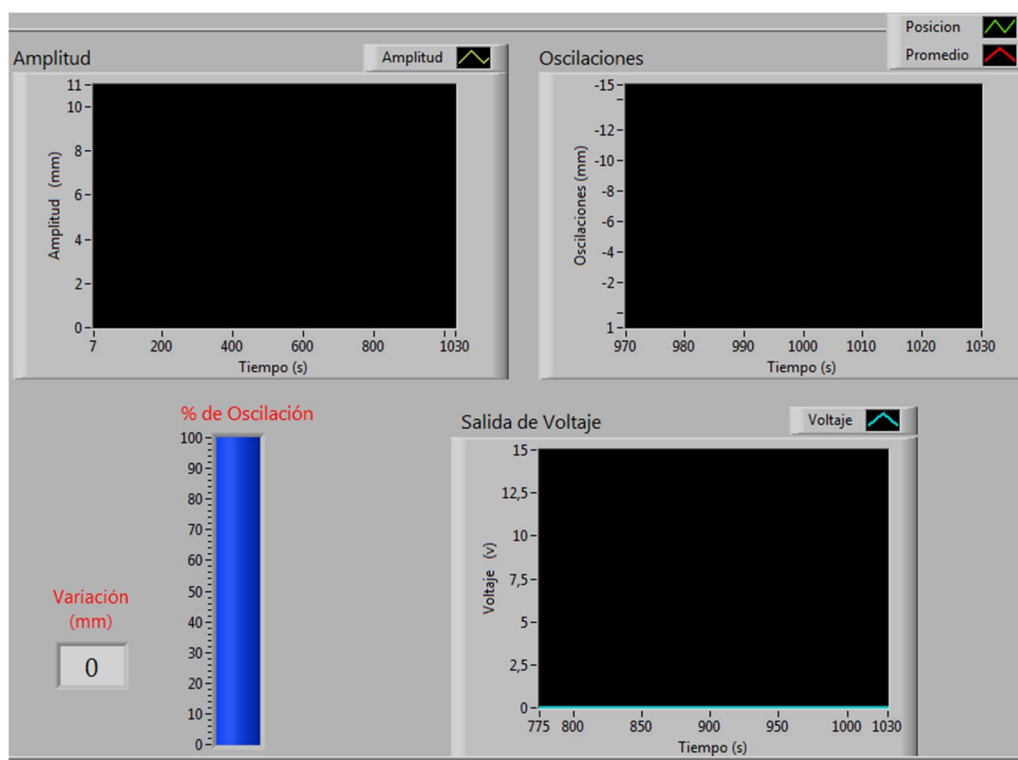 Posicion
Promedio
Amplitud
Amplitud
Oscilaciones
11
10
8
6
4
2
0
Amplitud (mm)
7 200 400 600 800 1030
Tiempo (s)
-15
-12
-10
-8
-6
-4
-2
1
Oscilaciones (mm)
970 980 990 1000 1010 1020 1030
Tiempo (s)
% de Oscilación
100
90
80
70
60
50
40
30
20
10
0
Variación
(mm)
0
Salida de Voltaje
Voltaje
15
12,5
10
7,5
5
2,5
0
Voltaje (v)
775 800 850 900 950 1000 1030
Tiempo (s)